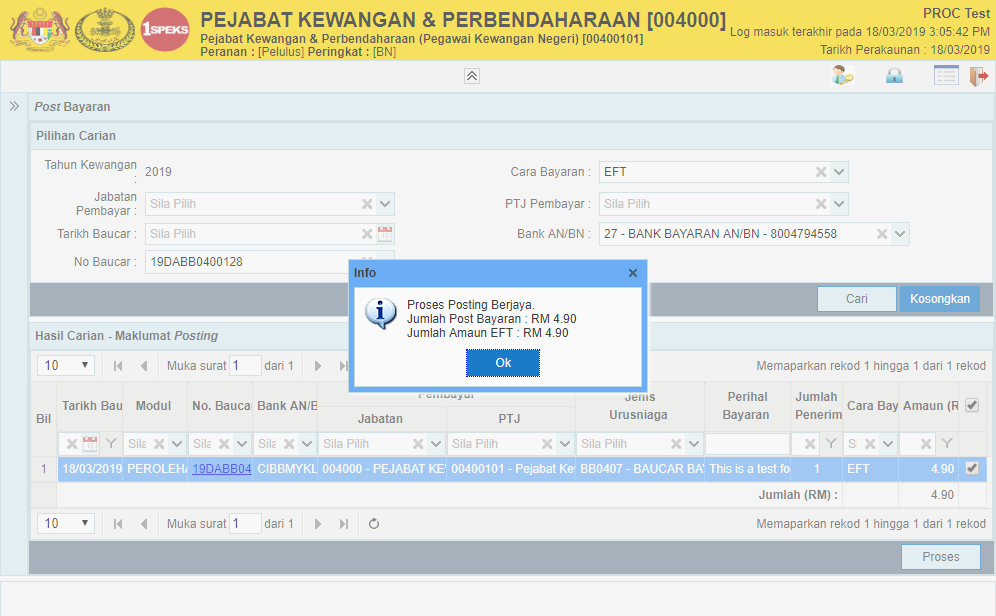 1SPEKS
PEJABAT KEWANGAN & PERBENDAHARAAN [004000]
Pejabat Kewangan & Perbendaharaan (Pegawai Kewangan Negeri) [00400101]
Peranan : [Pelulus] Peringkat : [BN]
PROC Test
Log masuk terakhir pada 18/03/2019 3:05:42 PM
Tarikh Perakaunan : 18/03/2019
Post Bayaran
Pilihan Carian
Tahun Kewangan : 2019
Cara Bayaran : EFT
Jabatan Pembayar : Sila Pilih
PTJ Pembayar : Sila Pilih
Tarikh Baucar : Sila Pilih
Bank AN/BN : 27 - BANK BAYARAN AN/BN - 8004794558
No Baucar : 19DABB0400128
Cari Kosongkan
Info
Proses Posting Berjaya.
Jumlah Post Bayaran : RM 4.90
Jumlah Amaun EFT : RM 4.90
Ok
Hasil Carian - Maklumat Posting
10 Muka surat 1 dari 1 Memaparkan rekod 1 hingga 1 dari 1 rekod
Bil Tarikh Bau Modul No. Bauca Bank AN/B Pembayar Jenis Urusniaga Perihal Bayaran Jumlah Penerim Cara Bay Amaun (R
Jabatan PTJ
Sila Sila Sila Sila Pilih Sila Pilih Sila Pilih S
1 18/03/2019 PEROLEHA 19DABB04 CIBBMYKL 004000 - PEJABAT KE 00400101 - Pejabat Ke BB0407 - BAUCAR BA This is a test fo 1 EFT 4.90
Jumlah (RM) : 4.90
10 Muka surat 1 dari 1 Memaparkan rekod 1 hingga 1 dari 1 rekod
Proses